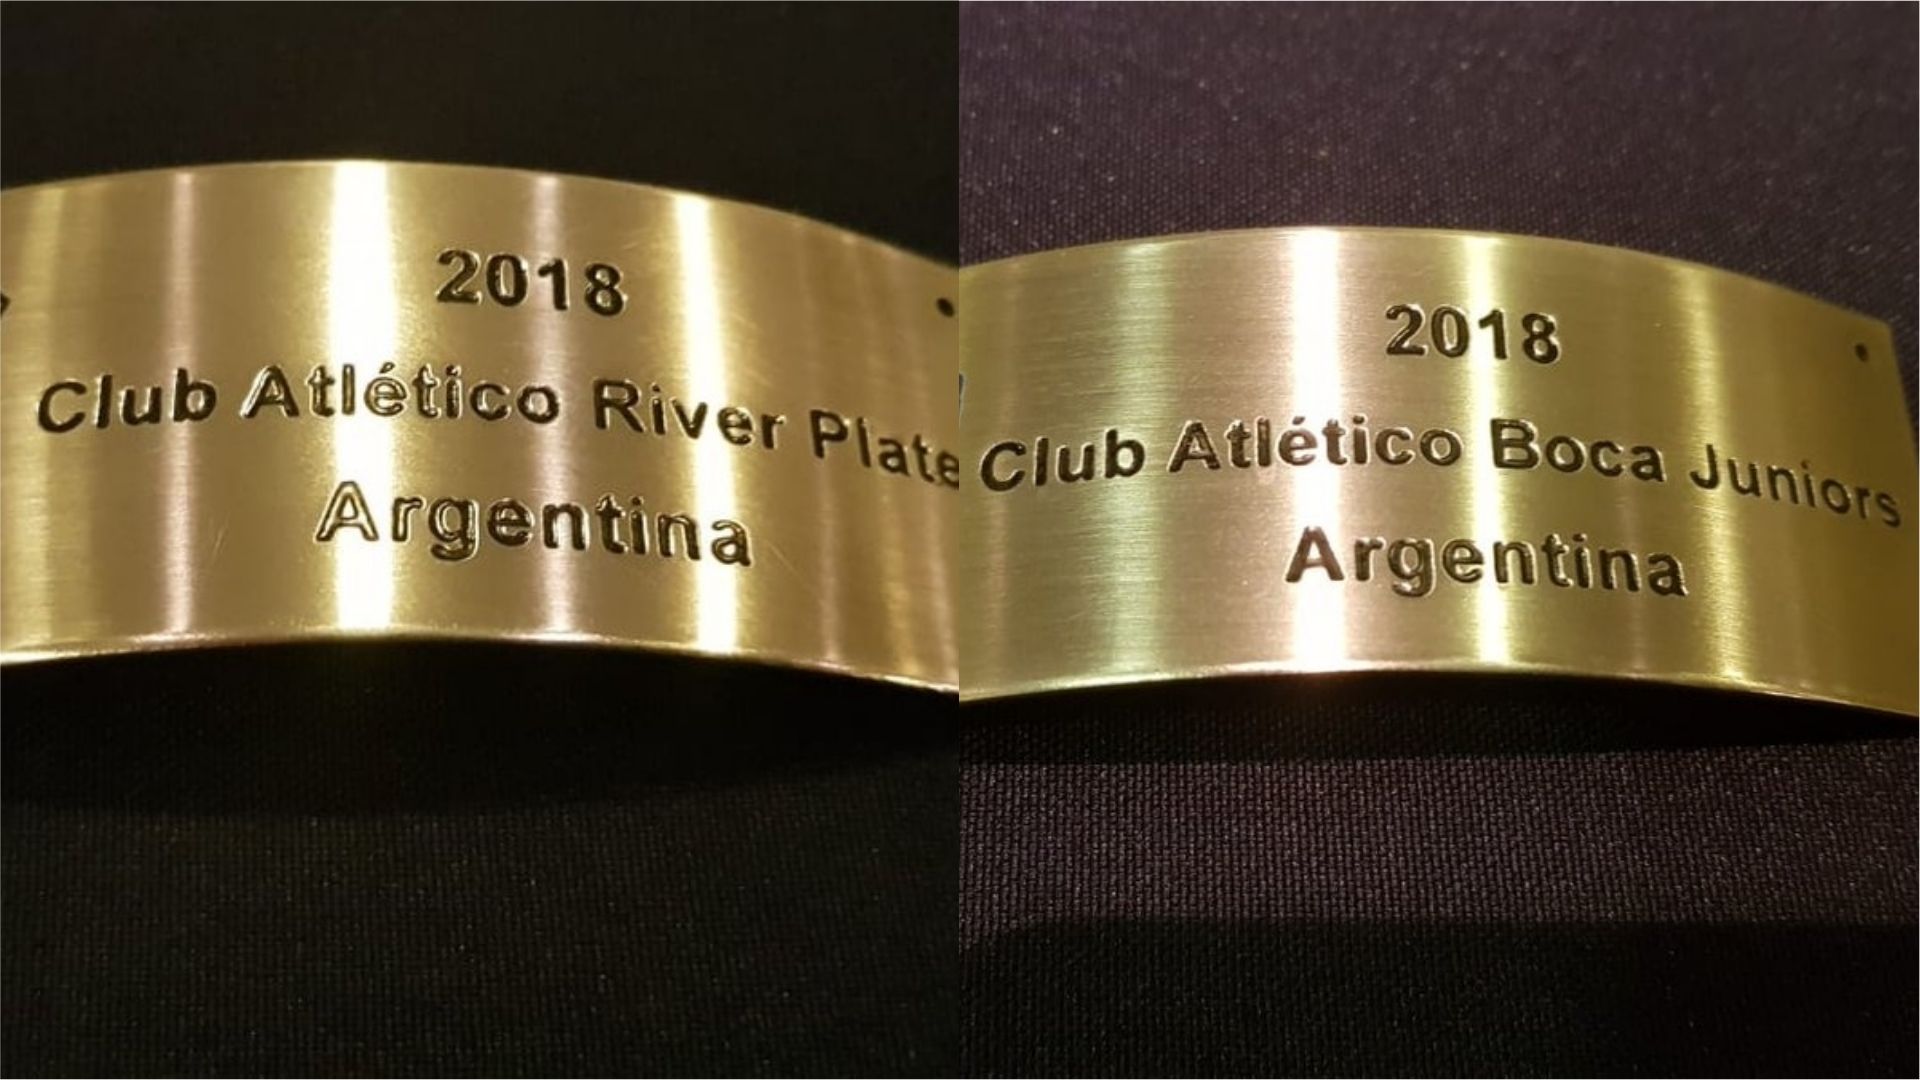 2018
Club Atlético River Plate
Argentina
2018
Club Atlético Boca Juniors
Argentina